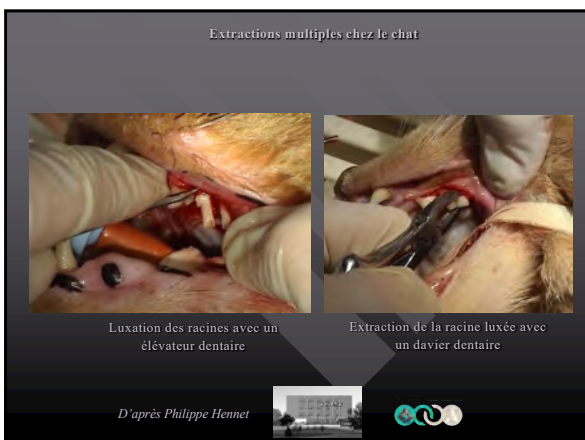 Extractions multiples chez le chat
Luxation des racines avec un
élévateur dentaire
Extraction de la racine luxée avec
un davier dentaire
D'après Philippe Hennet